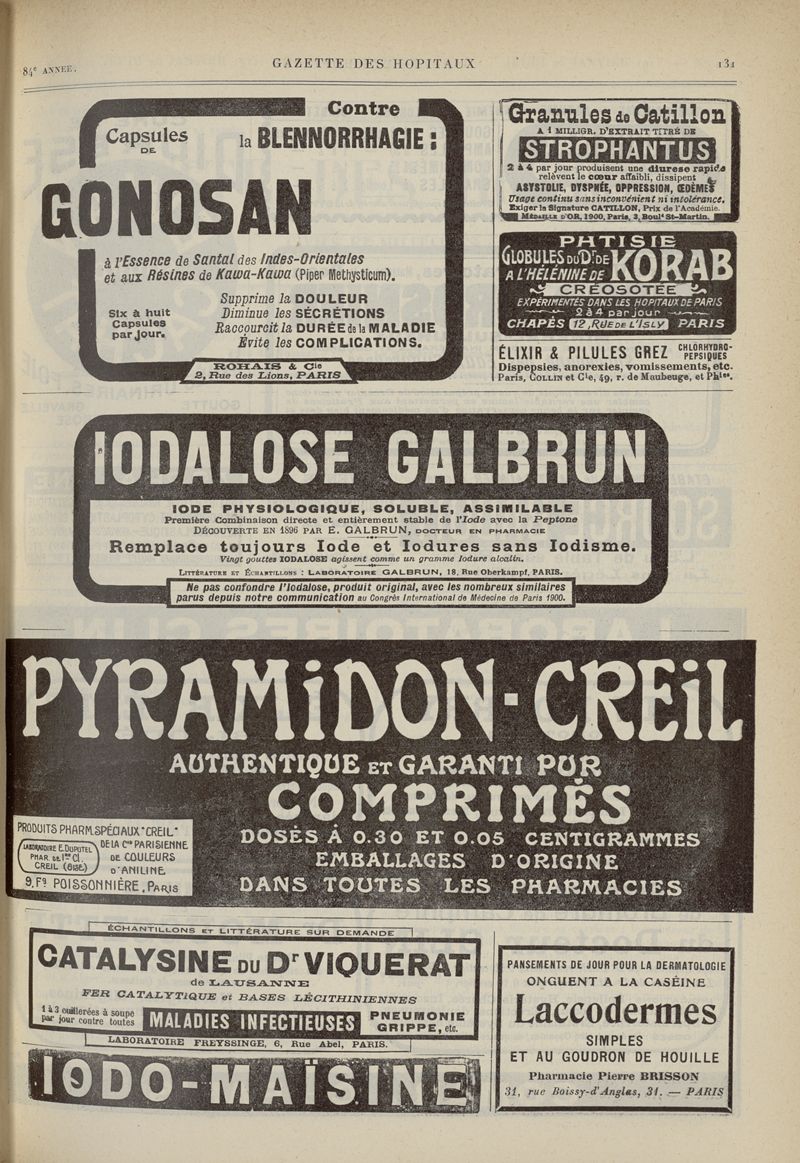 84e ANNÉE.
GAZETTE DES HOPITAUX
131
Contre
Capsules
DE
la BLENNORRHAGIE :
GONOSAN
à l'Essence de Santal des Indes-Orientales
et aux Résines de Kawa-Kawa (Piper Methysticum).
Six à huit
Capsules
par Jour.
Supprime la DOULEUR
Diminue les SÉCRÉTIONS
Raccourcit la DURÉE de la MALADIE
Évite les COMPLICATIONS.
ROHAIS & Cie
2, Rue des Lions, PARIS
Granules de Catillon
A 1 MILLIGR. D'EXTRAIT TITRÉ DE
STROPHANTUS
2 à 4 par jour produisent une diurese rapide
relèvent le cœur affaibli, dissipent
ASYSTOLIE, DYSPNÉE, OPPRESSION, ŒDÈMES
Usage continu sans inconvénient ni intolérance.
Exiger la Signature CATILLON, Prix de l'Académie.
MÉDAILLE D'OR, 1900, Paris, 3, Boul' St-Martin.
PHTISIE
GLOBULES DU Dr DE KORAB
A L'HÉLÉNINE DE
CRÉOSOTÉE
EXPÉRIMENTÉS DANS LES HOPITAUX DE PARIS
2 à 4 par jour
CHAPÈS 12, RUE DE L'ISLY PARIS
ÉLIXIR & PILULES GREZ CHLORHYDRO-PEPSIQUES
Dispepsies, anorexies, vomissements, etc.
Paris, COLLIN et Cie, 49, r. de Maubeuge, et Phies.
IODALOSE GALBRUN
IODE PHYSIOLOGIQUE, SOLUBLE, ASSIMILABLE
Première Combinaison directe et entièrement stable de l'Iode avec la Peptone
DÉCOUVERTE EN 1896 PAR E. GALBRUN, DOCTEUR EN PHARMACIE
Remplace toujours Iode et Iodures sans Iodisme.
Vingt gouttes IODALOSE agissent comme un gramme Iodure alcalin.
LITTÉRATURE ET ÉCHANTILLONS : LABORATOIRE GALBRUN, 18, Rue Oberkampf, PARIS.
Ne pas confondre l'Iodalose, produit original, avec les nombreux similaires
parus depuis notre communication au Congrès International de Médecine de Paris 1900.
PYRAMiDON-CREiL
AUTHENTIQUE ET GARANTI PUR
COMPRIMÉS
DOSÉS À 0.30 ET 0.05 CENTIGRAMMES
EMBALLAGES D'ORIGINE
DANS TOUTES LES PHARMACIES
PRODUITS PHARM. SPÉCIAUX "CREIL"
LABORATOIRE E. DUPUTEL
PHAR. DE 1ère Cl.
CREIL (OISE)
DE LA Cie PARISIENNE
DE COULEURS
D'ANILINE
9, Fg POISSONNIÈRE, PARIS
ÉCHANTILLONS ET LITTÉRATURE SUR DEMANDE
CATALYSINE DU Dr VIQUERAT
de LAUSANNE
FER CATALYTIQUE et BASES LÉCITHINIENNES
1 à 3 cuillerées à soupe
par jour contre toutes
MALADIES INFECTIEUSES
PNEUMONIE
GRIPPE, etc.
LABORATOIRE FREYSSINGE, 6, Rue Abel, PARIS.
IODO-MAÏSINE
PANSEMENTS DE JOUR POUR LA DERMATOLOGIE
ONGUENT A LA CASÉINE
Laccodermes
SIMPLES
ET AU GOUDRON DE HOUILLE
Pharmacie Pierre BRISSON
31, rue Boissy-d'Anglas, 31. — PARIS